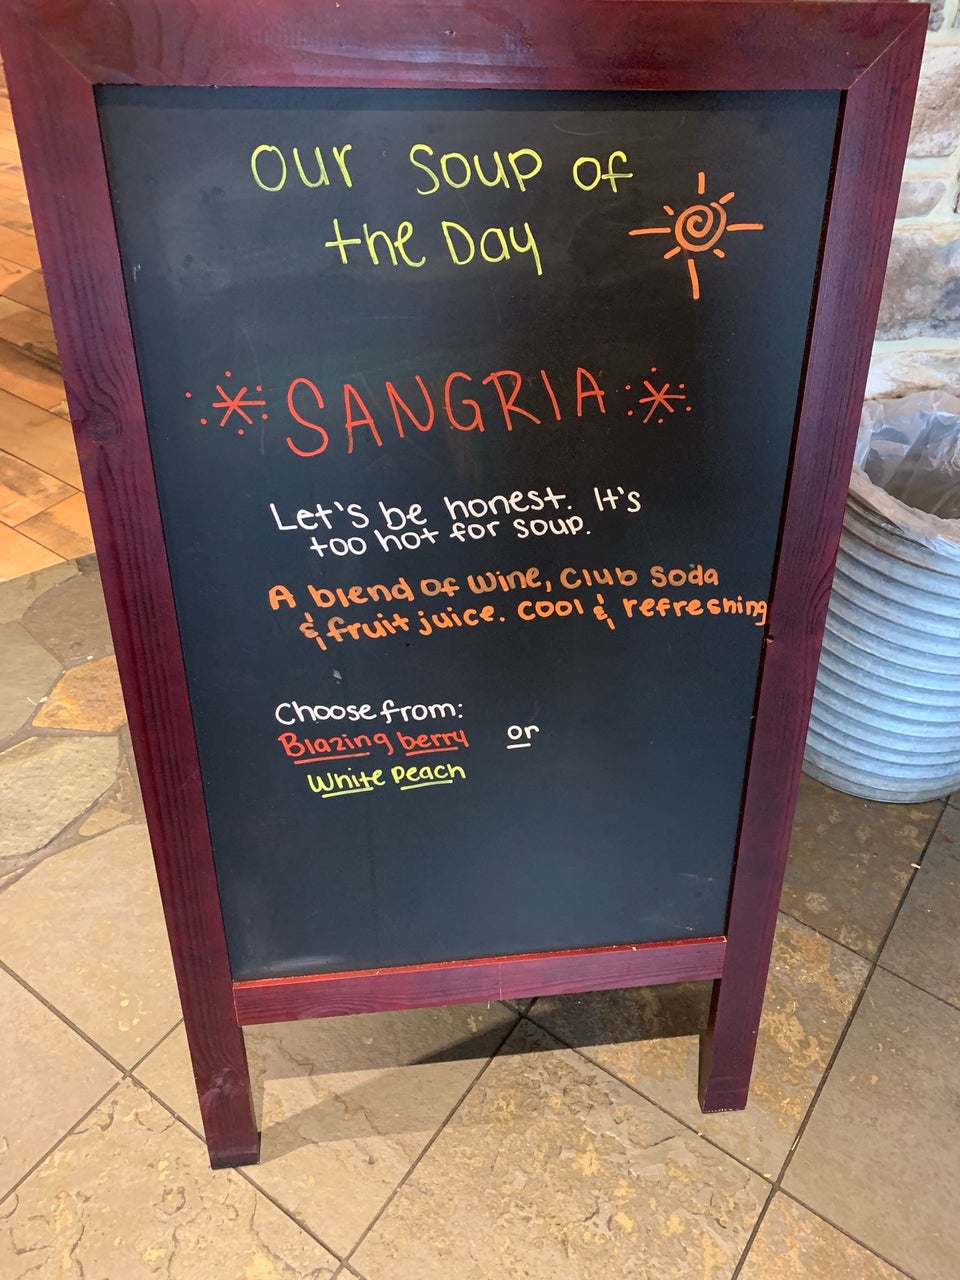 Our Soup of
the Day
SANGRIA
Let's be honest. It's
too hot for soup.
A blend of wine, Club Soda
& fruit juice. Cool & refreshing
Choose from:
Blazing berry or
White Peach